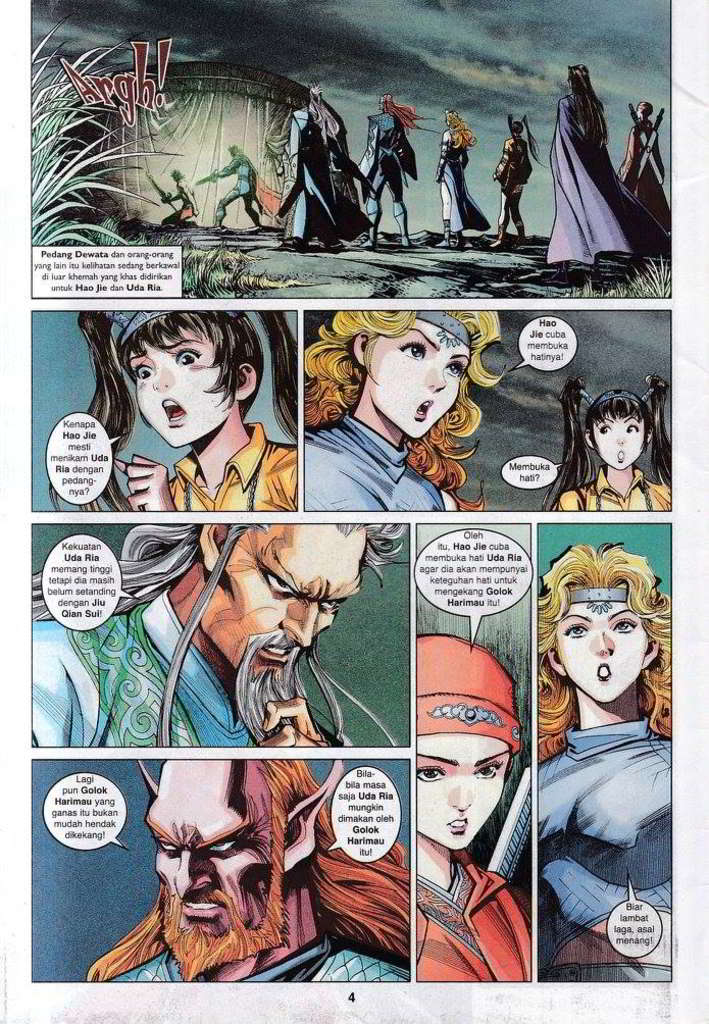 Argh!
Pedang Dewata dan orang-orang
yang lain itu kelihatan sedang berkawal
di luar khemah yang khas didirikan
untuk Hao Jie dan Uda Ria.
Kenapa
Hao Jie
mesti
menikam Uda
Ria dengan
pedang-
nya?
Hao
Jie cuba
membuka
hatinya!
Membuka
hati?
Kekuatan
Uda Ria
memang tinggi
tetapi dia masih
belum setanding
dengan Jiu
Qian Sui!
Oleh
itu, Hao Jie cuba
membuka hati Uda Ria
agar dia akan mempunyai
keteguhan hati untuk
mengekang Golok
Harimau itu!
Lagi
pun Golok
Harimau yang
ganas itu bukan
mudah hendak
dikekang!
Bila-
bila masa
saja Uda Ria
mungkin
dimakan oleh
Golok
Harimau
itu!
Biar
lambat
laga, asal
menang!
4